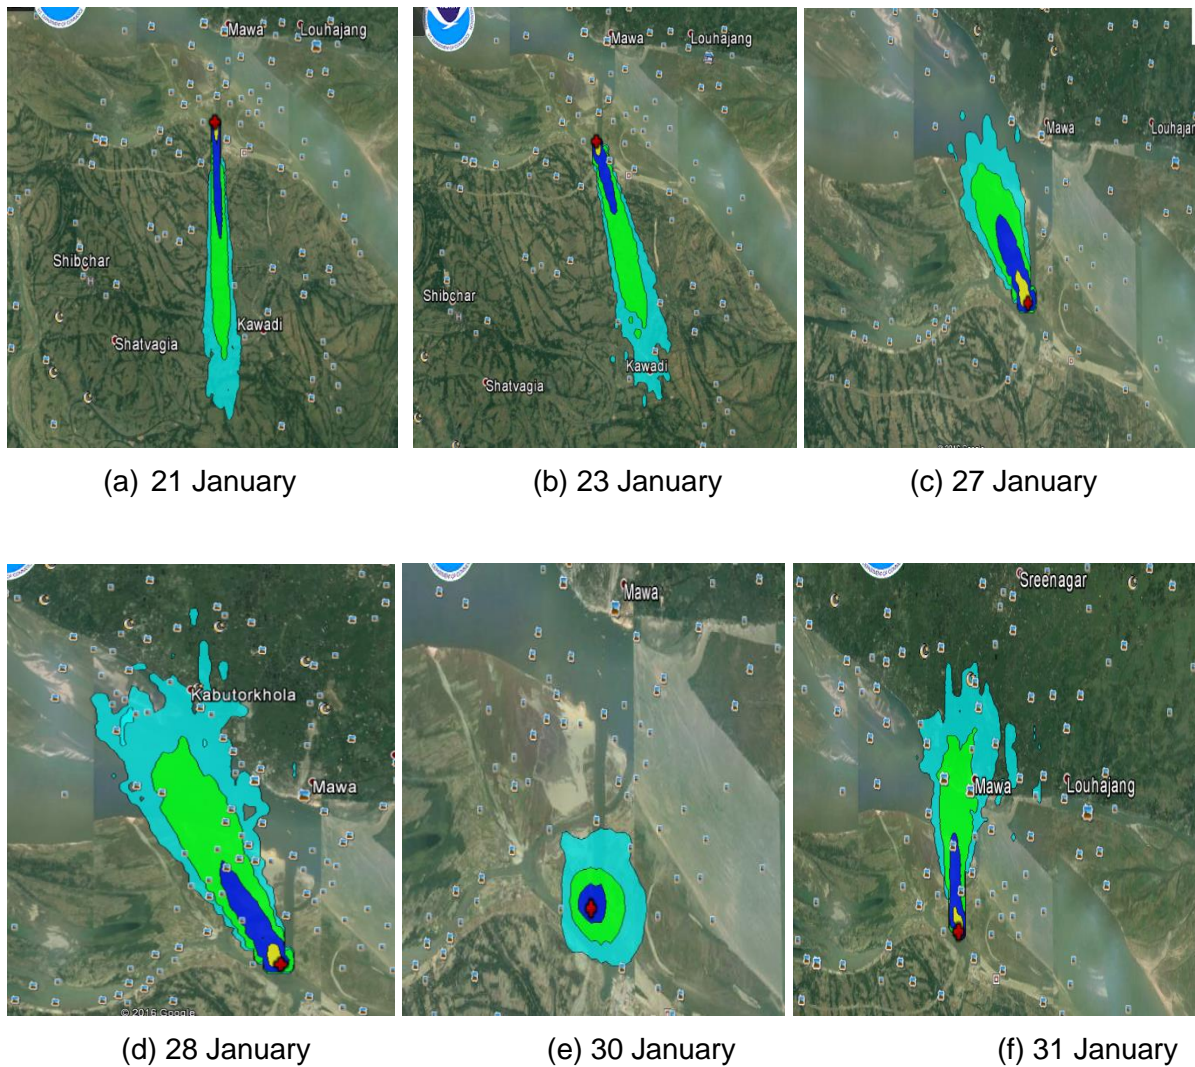 Mawa Louhajang
Shibchar
Kawadi
Shatvagia
(a) 21 January
Mawa Louhajang
Shibchar
Kawadi
Shatvagia
(b) 23 January
Mawa Louhajar
(c) 27 January
Kabutorkhola
Mawa
© 2016 Google
(d) 28 January
Mawa
(e) 30 January
Sreenagar
Mawa Louhajang
(f) 31 January